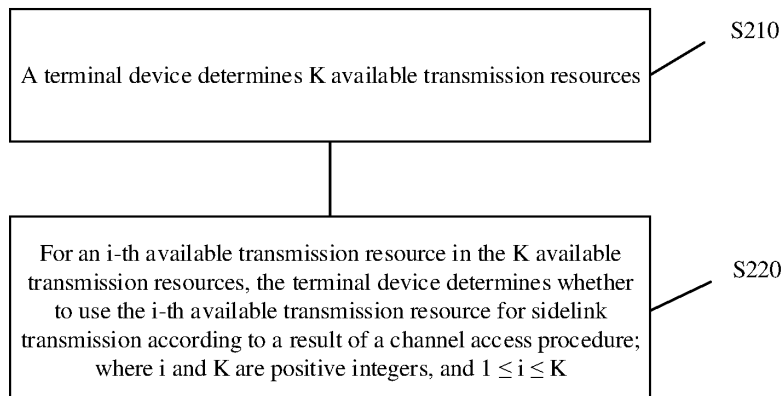 S210
A terminal device determines K available transmission resources
For an i-th available transmission resource in the K available
transmission resources, the terminal device determines whether
to use the i-th available transmission resource for sidelink
transmission according to a result of a channel access procedure;
where i and K are positive integers, and 1 ≤ i ≤ K
S220